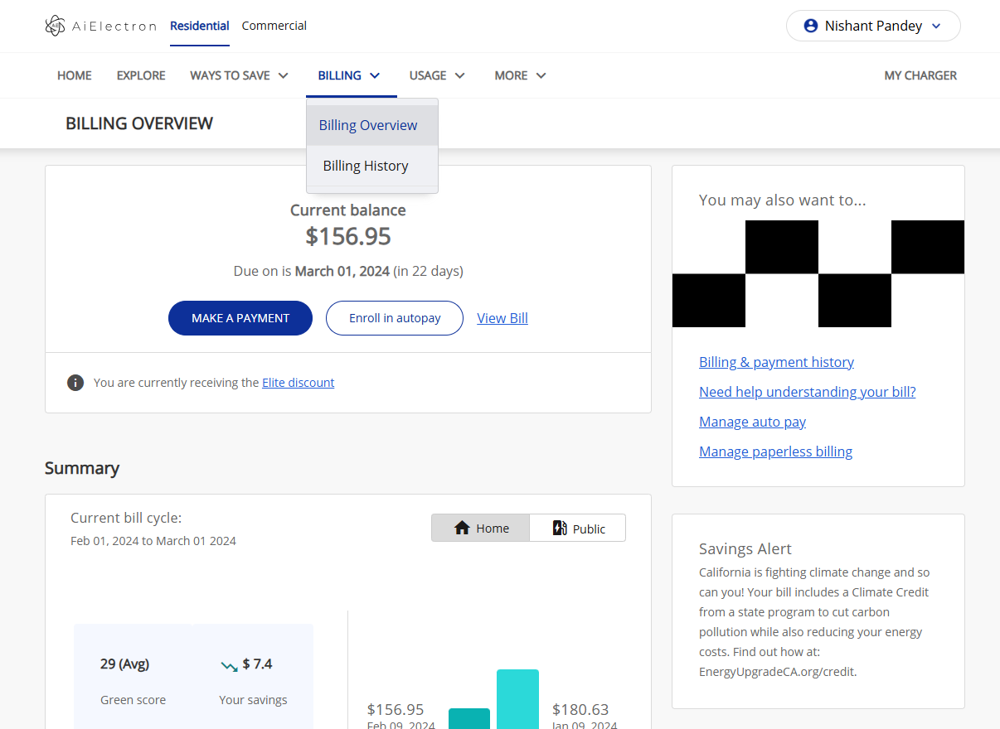 AiElectron
Residential
Commercial
Nishant Pandey
HOME
EXPLORE
WAYS TO SAVE
BILLING
USAGE
MORE
MY CHARGER
BILLING OVERVIEW
Billing Overview
Billing History
Current balance
$156.95
Due on is March 01, 2024 (in 22 days)
MAKE A PAYMENT
Enroll in autopay
View Bill
You are currently receiving the Elite discount
You may also want to...
Billing & payment history
Need help understanding your bill?
Manage auto pay
Manage paperless billing
Summary
Current bill cycle:
Feb 01, 2024 to March 01 2024
Home
Public
29 (Avg)
Green score
$ 7.4
Your savings
$156.95
Feb 09, 2024
$180.63
Jan 09, 2024
Savings Alert
California is fighting climate change and so
can you! Your bill includes a Climate Credit
from a state program to cut carbon
pollution while also reducing your energy
costs. Find out how at:
EnergyUpgradeCA.org/credit.